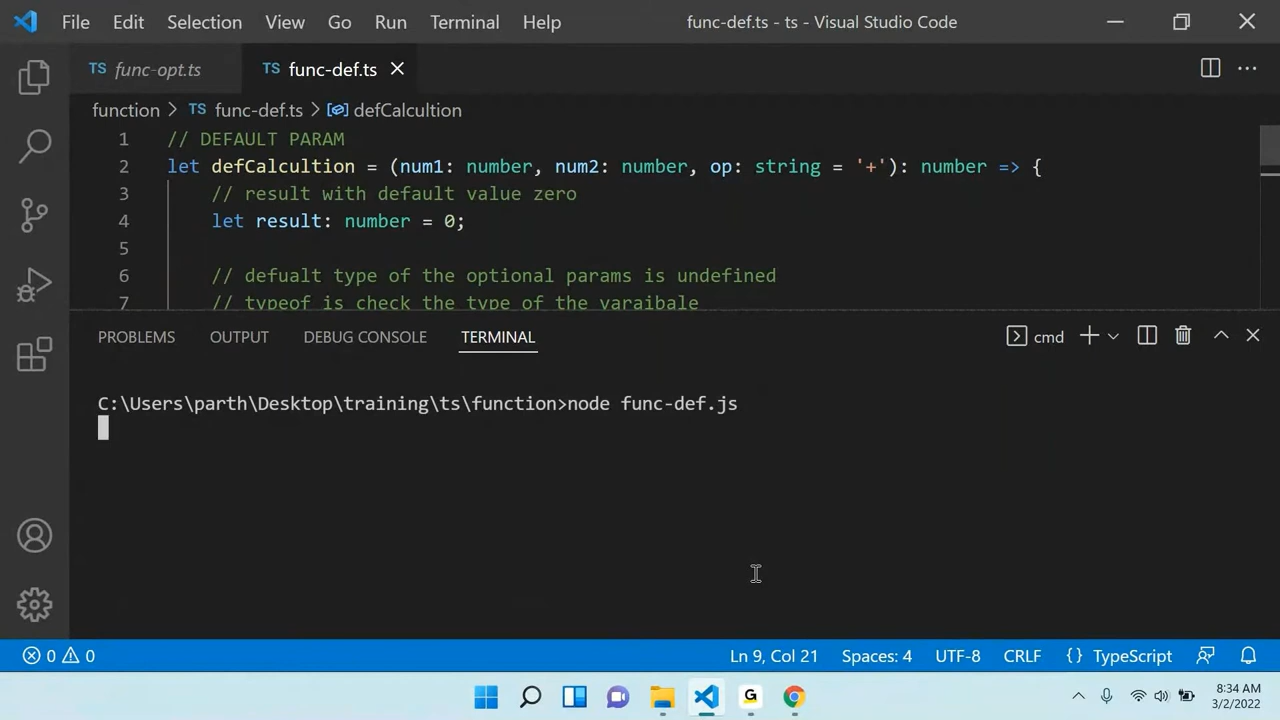 File Edit Selection View Go Run Terminal Help func-def.ts - ts - Visual Studio Code
TS func-opt.ts TS func-def.ts
function > TS func-def.ts > defCalcultion
1 // DEFAULT PARAM
2 let defCalcultion = (num1: number, num2: number, op: string = '+'): number => {
3 // result with default value zero
4 let result: number = 0;
5
6 // defualt type of the optional params is undefined
7 // typeof is check the type of the varaibale
PROBLEMS OUTPUT DEBUG CONSOLE TERMINAL cmd
C:\Users\parth\Desktop\training\ts\function>node func-def.js
0 0 Ln 9, Col 21 Spaces: 4 UTF-8 CRLF {} TypeScript
G
8:34 AM
3/2/2022